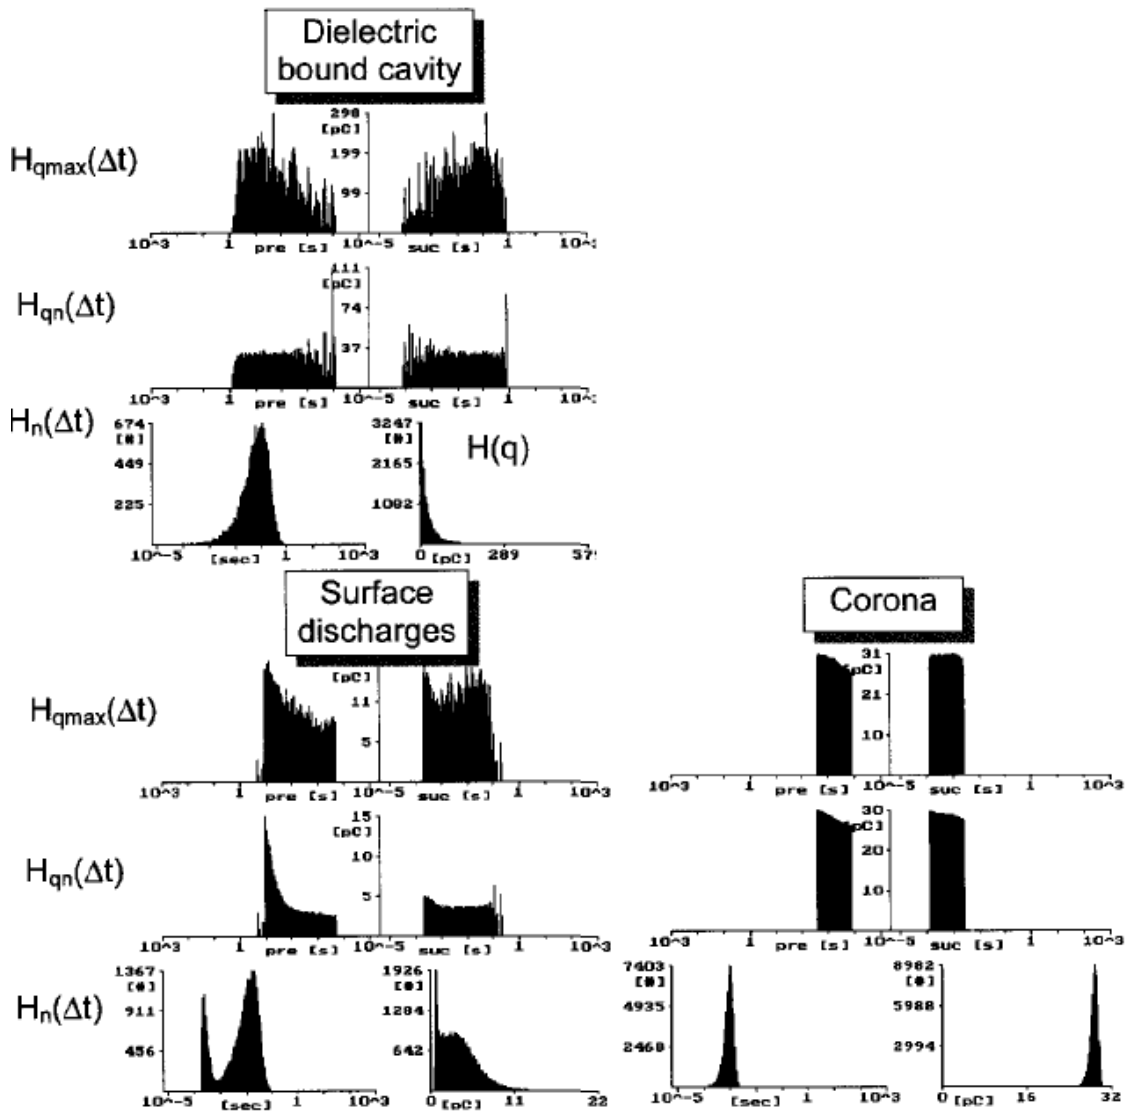 Dielectric
bound cavity
298
[pC]
Hqmax(Δt)
199
99
10^3 1 pre [s] 10^-5 suc [s] 1
111
[pC]
Hqn(Δt)
74
37
10^3 1 pre [s] 10^-5 suc [s] 1
Hn(Δt)
674
[#]
449
225
10^-5 [sec] 1 10^3
3247
[#]
H(q)
2165
1082
0 [pC] 289 579
Surface
discharges
Corona
[pC]
Hqmax(Δt)
11
5
10^3 1 pre [s] 10^-5 suc [s] 1 10^3
31
[pC]
21
10
10^3 1 pre [s] 10^-5 suc [s] 1 10^3
15
[pC]
Hqn(Δt)
5
10^3 1 pre [s] 10^-5 suc [s] 1 10^3
30
[pC]
20
10
10^3 1 pre [s] 10^-5 suc [s] 1 10^3
Hn(Δt)
1367
[#]
911
456
10^-5 [sec] 1 10^3
1926
[#]
1284
642
0 [pC] 11 22
7403
[#]
4935
2468
10^-5 [sec] 1 10^3
8982
[#]
5988
2994
0 [pC] 16 32